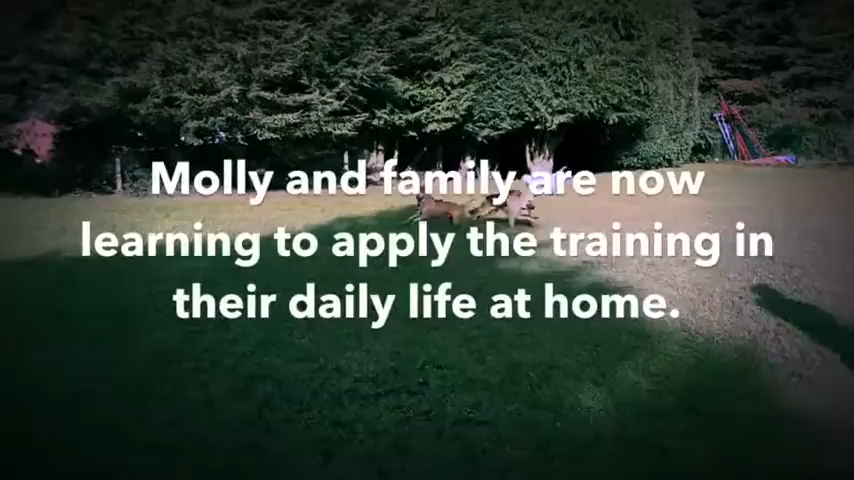 Molly and family are now
learning to apply the training in
their daily life at home.